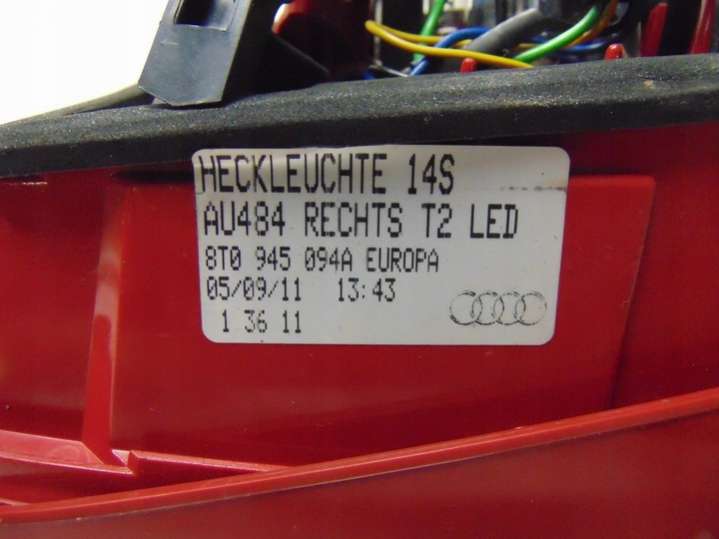 HECKLEUCHTE 14S
AU484 RECHTS T2 LED
8T0 945 094A EUROPA
05/09/11 13:43
1 36 11